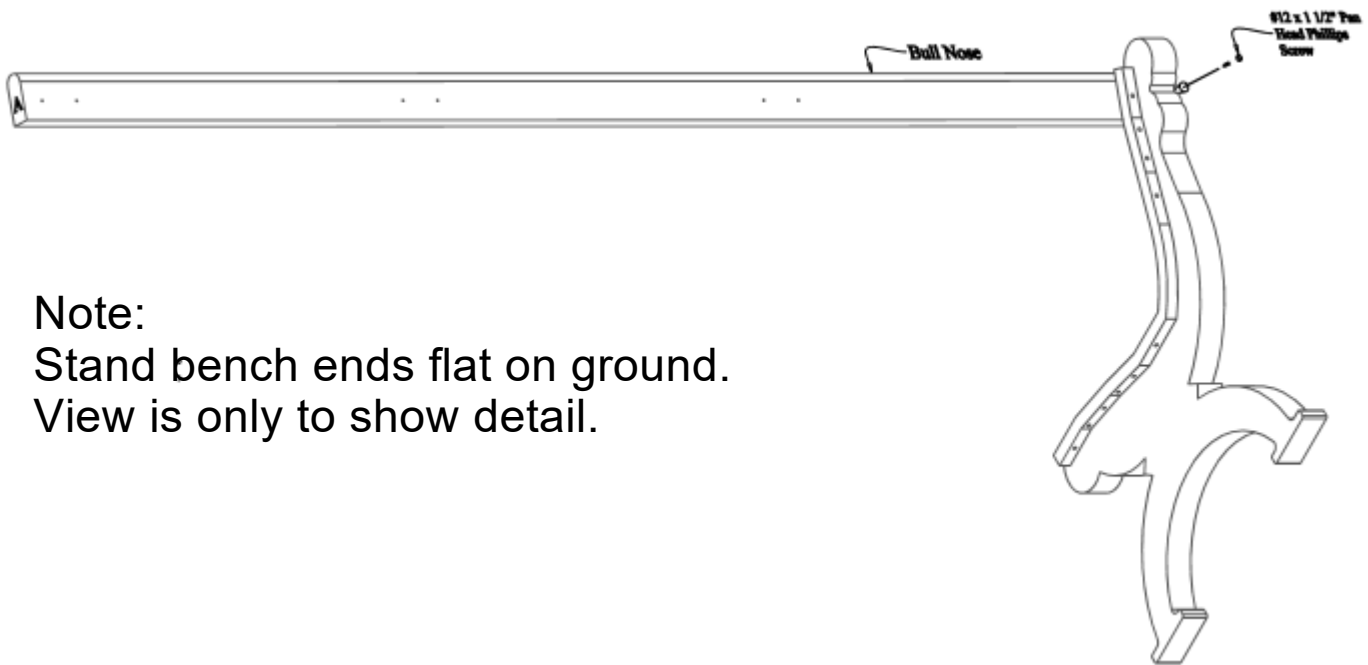 #12 x 1 1/2" Pan
Head Phillips
Screw
Bull Nose
A
Note:
Stand bench ends flat on ground.
View is only to show detail.